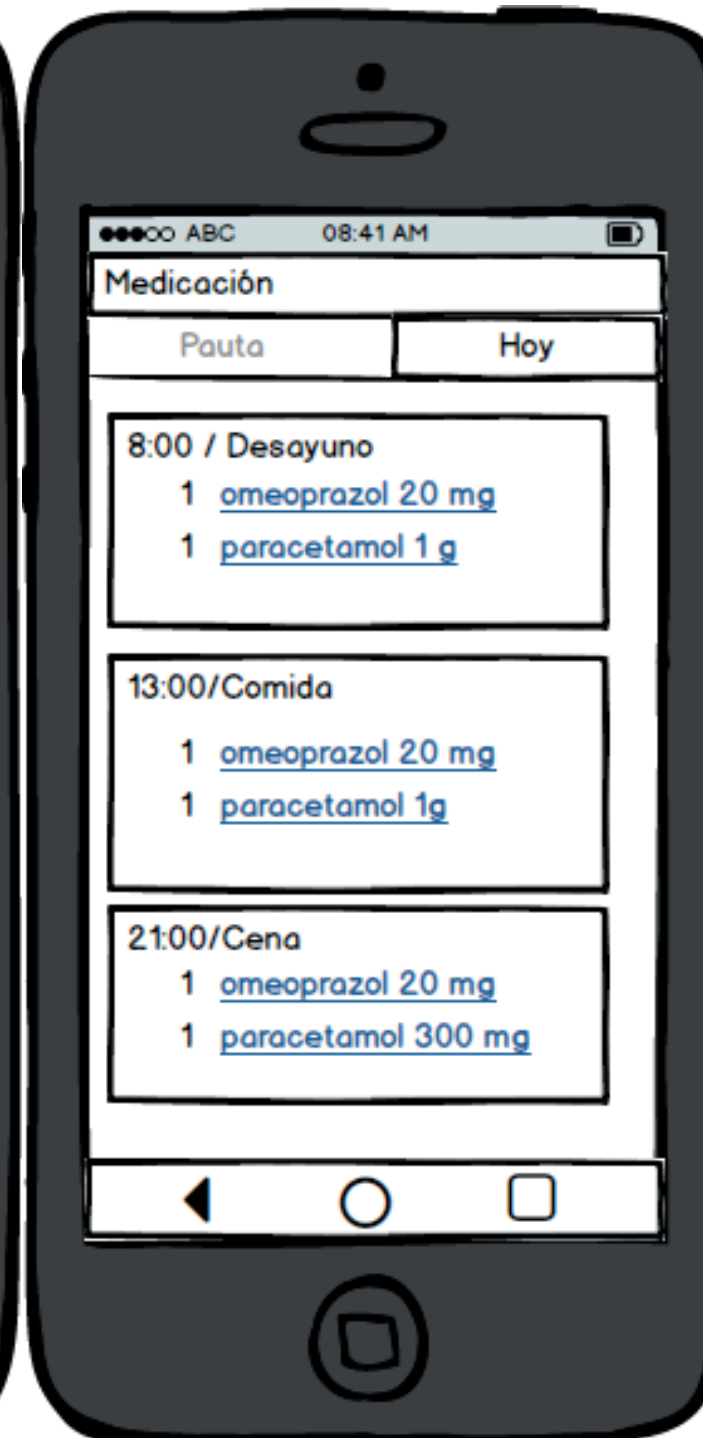 ABC 08:41 AM
Medicación
Pauta Hoy
8:00 / Desayuno
1 omeoprazol 20 mg
1 paracetamol 1 g
13:00/Comida
1 omeoprazol 20 mg
1 paracetamol 1g
21:00/Cena
1 omeoprazol 20 mg
1 paracetamol 300 mg